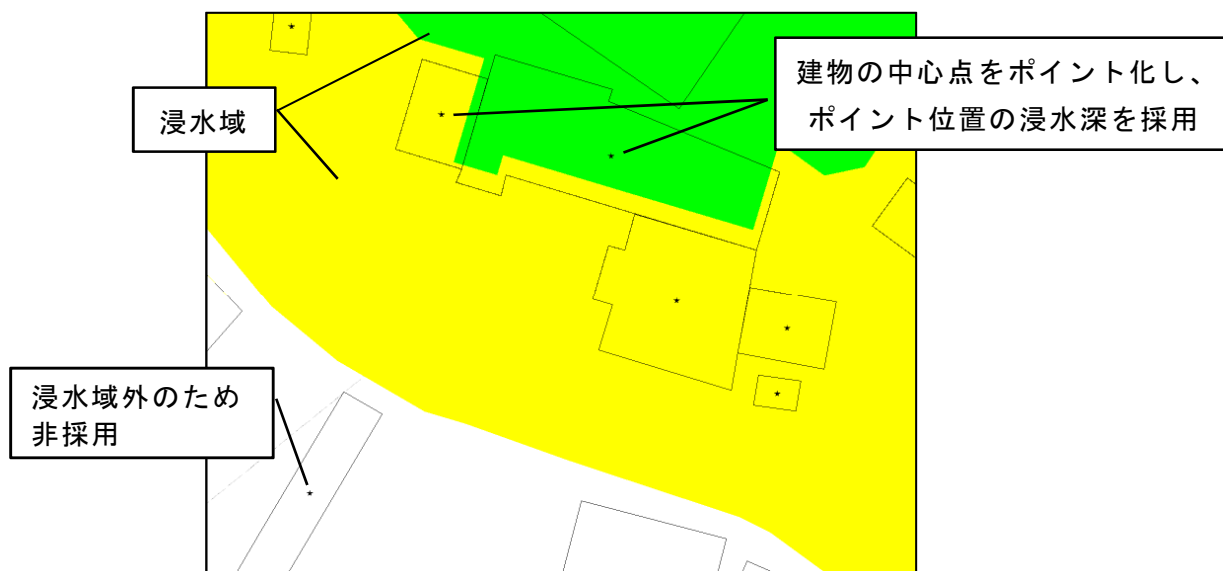 建物の中心点をポイント化し、
ポイント位置の浸水深を採用
浸水域
浸水域外のため
非採用